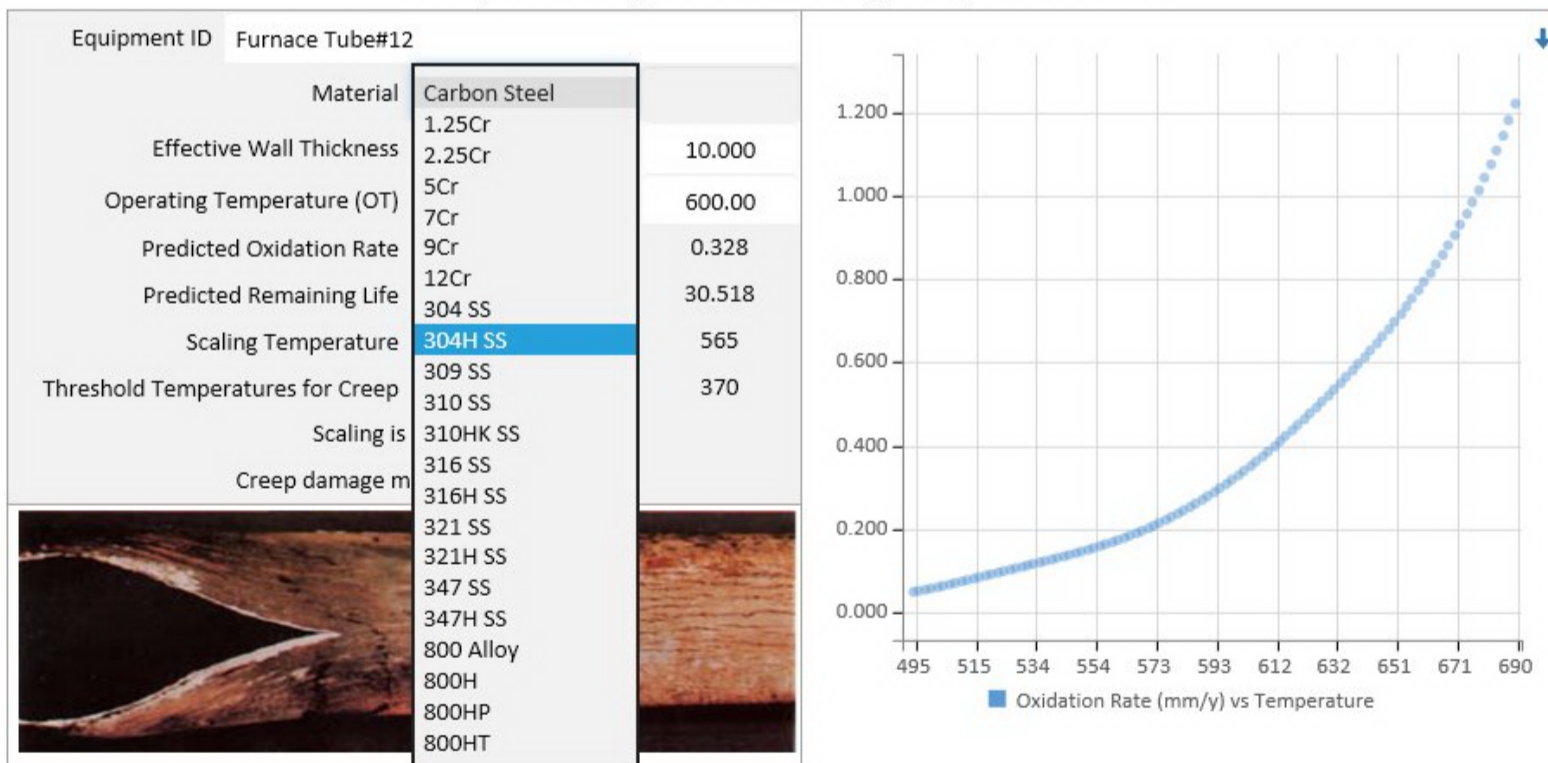 Equipment ID Furnace Tube#12
Material
Effective Wall Thickness 10.000
Operating Temperature (OT) 600.00
Predicted Oxidation Rate 0.328
Predicted Remaining Life 30.518
Scaling Temperature 565
Threshold Temperatures for Creep 370
Scaling is
Creep damage m
Carbon Steel
1.25Cr
2.25Cr
5Cr
7Cr
9Cr
12Cr
304 SS
304H SS
309 SS
310 SS
310HK SS
316 SS
316H SS
321 SS
321H SS
347 SS
347H SS
800 Alloy
800H
800HP
800HT
1.200
1.000
0.800
0.600
0.400
0.200
0.000
495 515 534 554 573 593 612 632 651 671 690
Oxidation Rate (mm/y) vs Temperature